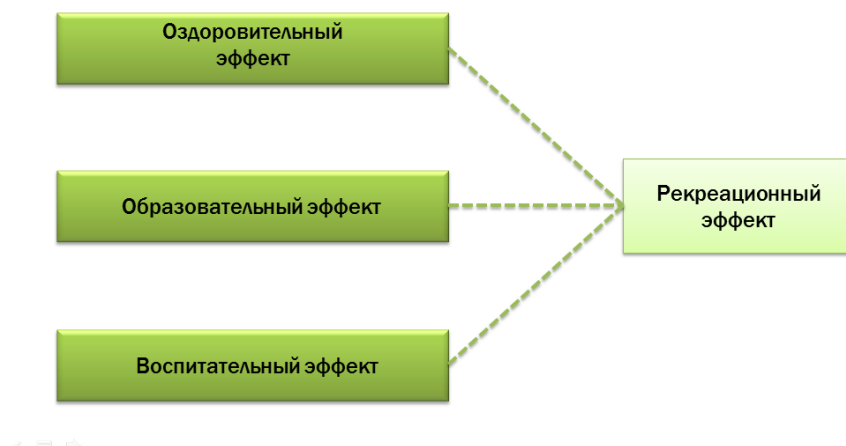 Оздоровительный
эффект
Образовательный эффект
Рекреационный
эффект
Воспитательный эффект